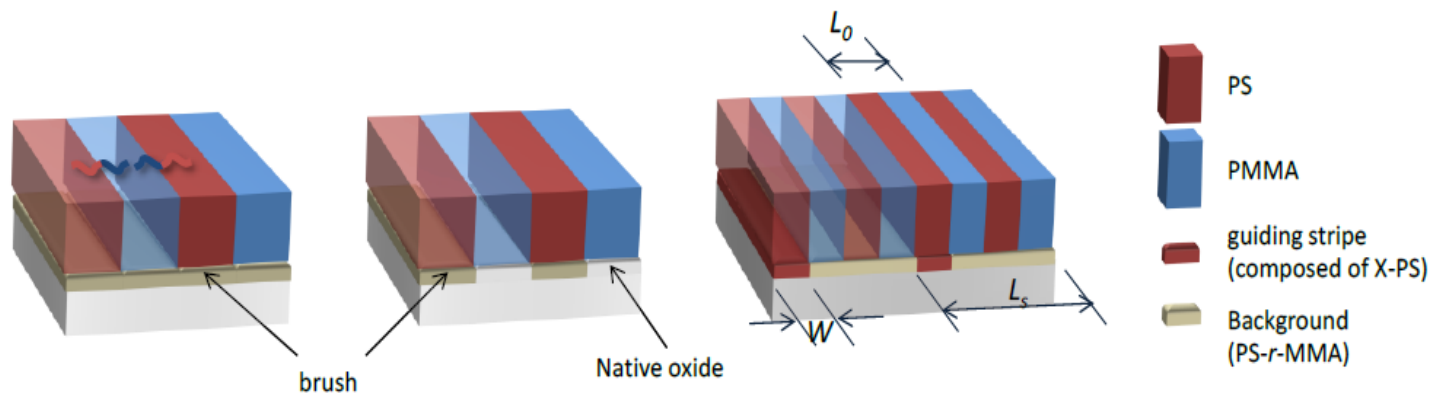 L₀
PS
PMMA
guiding stripe
(composed of X-PS)
Lₛ
W
Background
(PS-r-MMA)
brush
Native oxide